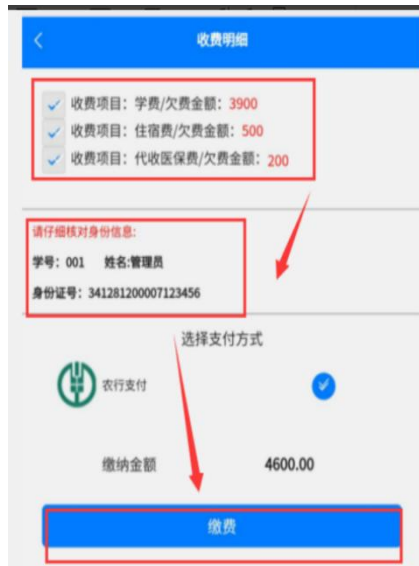 收费明细
收费项目：学费/欠费金额：3900
收费项目：住宿费/欠费金额：500
收费项目：代收医保费/欠费金额：200
请仔细核对身份信息:
学号：001 姓名:管理员
身份证号：341281200007123456
选择支付方式
农行支付
缴纳金额 4600.00
缴费